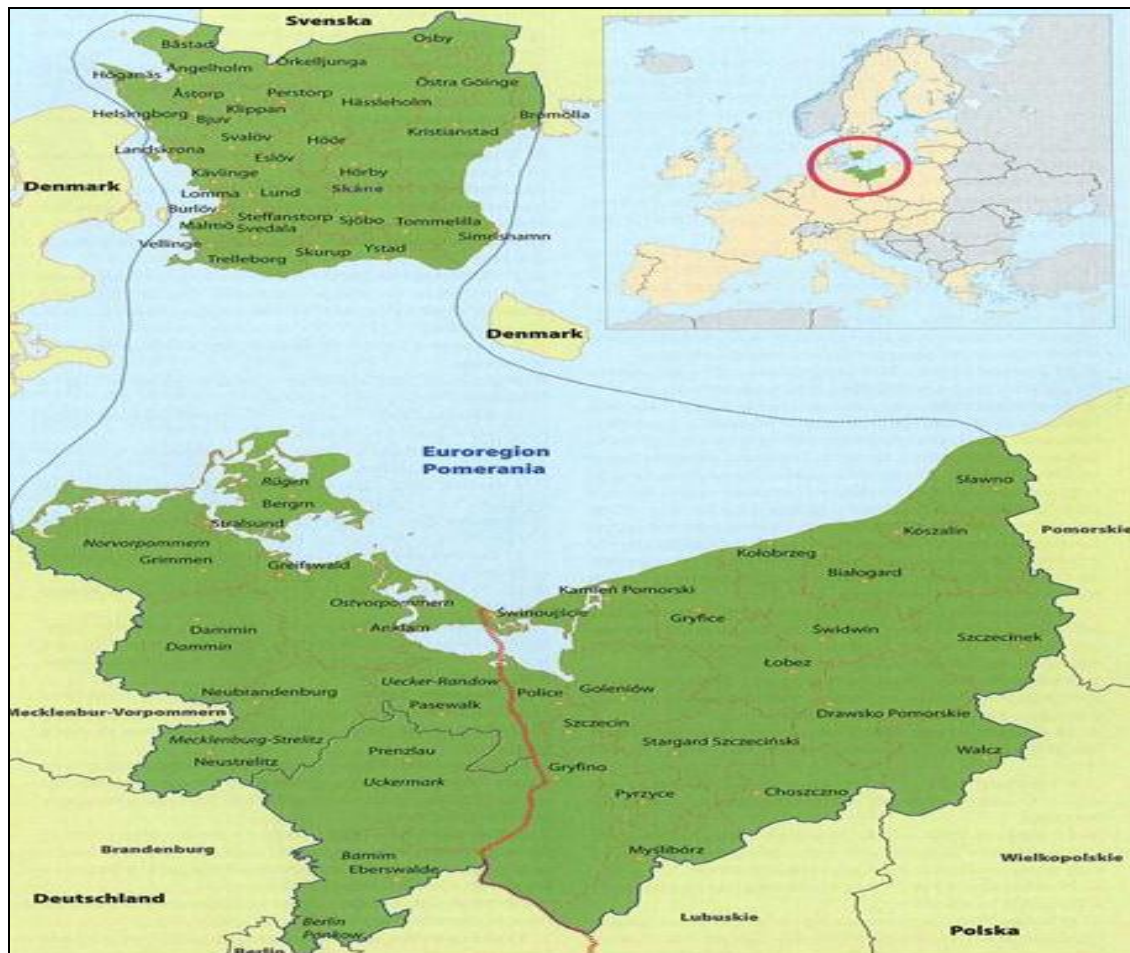 Svenska
Båstad
Osby
Ängelholm
Örkelljunga
Höganäs
Östra Göinge
Åstorp
Perstorp
Hässleholm
Klippan
Helsingborg
Bjuv
Bromölla
Svalöv
Höör
Kristianstad
Landskrona
Eslöv
Kävlinge
Hörby
Denmark
Lomma
Lund
Skåne
Burlöv
Steffanstorp
Sjöbo
Tommelilla
Malmö
Svedala
Simrishamn
Vellinge
Skurup
Ystad
Trelleborg
Denmark
Euroregion
Pomerania
Rügen
Bergrn
Stralsund
Norvorpommern
Grimmen
Greifswald
Sławno
Koszalin
Pomorskie
Kołobrzeg
Białogard
Kamień Pomorski
Ostvorpommern
Świnoujście
Gryfice
Anklam
Świdwin
Dammin
Dammin
Szczecinek
Łobez
Uecker-Randow
Police
Goleniów
Neubrandenburg
Pasewalk
Mecklenbur-Vorpommern
Szczecin
Drawsko Pomorskie
Mecklenburg-Strelitz
Stargard Szczeciński
Prenzlau
Wałcz
Neustrelitz
Gryfino
Uckermark
Pyrzyce
Choszczno
Brandenburg
Barnim
Myślibórz
Wielkopolskie
Eberswalde
Deutschland
Lubuskie
Berlin
Pankow
Polska
Berlin